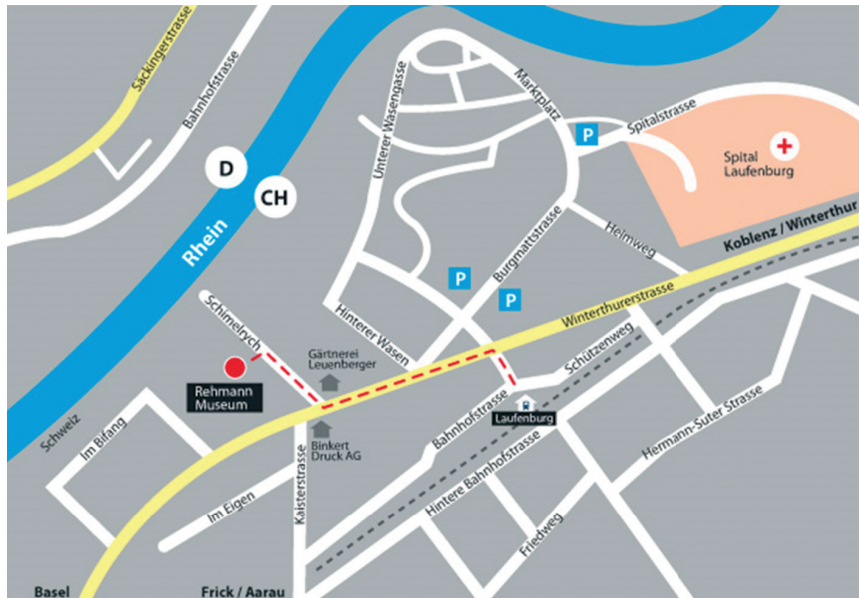 Säckingerstrasse
Bahnhofstrasse
D
CH
Rhein
Unterer Wasengasse
Marktplatz
P
Spitalstrasse
Spital
Laufenburg
Koblenz / Winterthur
Burgmattstrasse
Heimweg
P
P
Winterthurerstrasse
Schimelrych
Hinterer Wasen
Gärtnerei
Leuenberger
Rehmann
Museum
Schützenweg
Laufenburg
Bahnhofstrasse
Hermann-Suter Strasse
Schweiz
Im Bifang
Binkert
Druck AG
Kaisterstrasse
Im Eigen
Hintere Bahnhofstrasse
Friedweg
Basel
Frick / Aarau